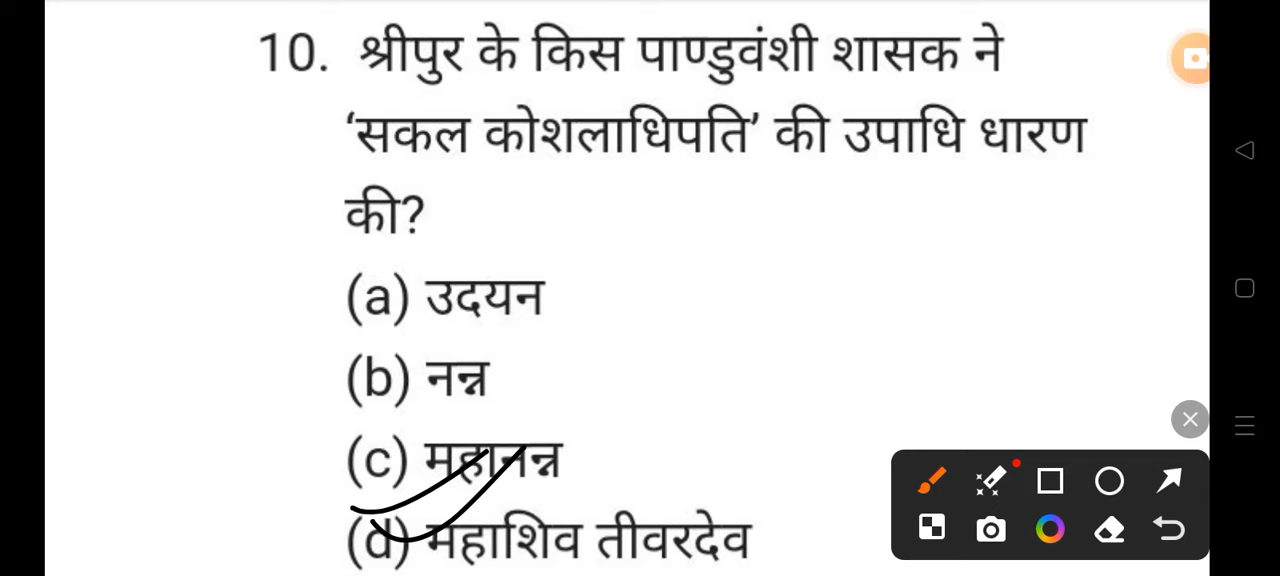 10. श्रीपुर के किस पाण्डुवंशी शासक ने
‘सकल कोशलाधिपति’ की उपाधि धारण
की?
(a) उदयन
(b) नन्न
(c) महानन्न
(d) महाशिव तीवरदेव